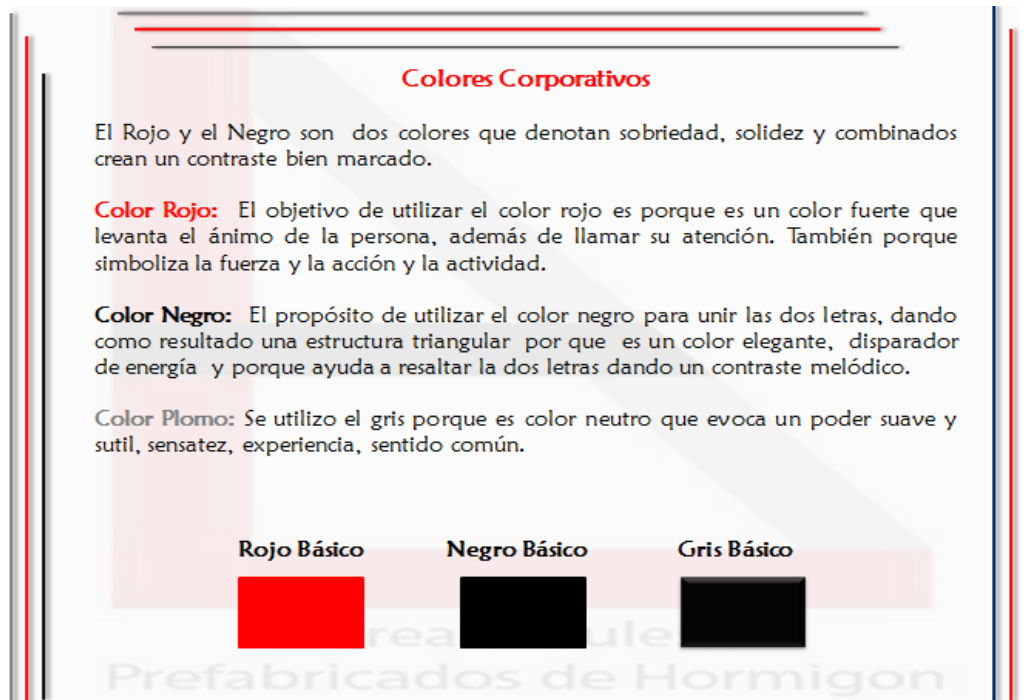 Colores Corporativos
El Rojo y el Negro son dos colores que denotan sobriedad, solidez y combinados
crean un contraste bien marcado.
Color Rojo: El objetivo de utilizar el color rojo es porque es un color fuerte que
levanta el ánimo de la persona, además de llamar su atención. También porque
simboliza la fuerza y la acción y la actividad.
Color Negro: El propósito de utilizar el color negro para unir las dos letras, dando
como resultado una estructura triangular por que es un color elegante, disparador
de energía y porque ayuda a resaltar la dos letras dando un contraste melódico.
Color Plomo: Se utilizo el gris porque es color neutro que evoca un poder suave y
sutil, sensatez, experiencia, sentido común.
Rojo Básico Negro Básico Gris Básico
Prefabricados de Hormigon